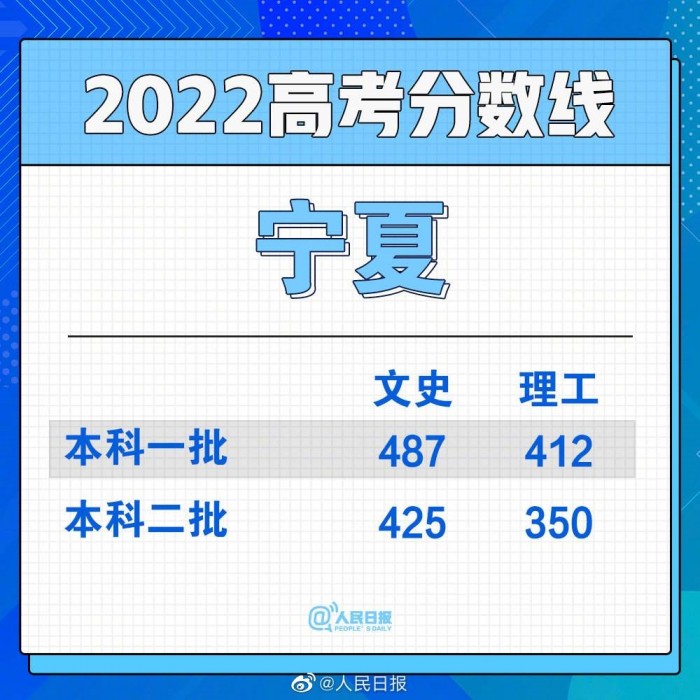 2022高考分数线
宁夏
文史 理工
本科一批 487 412
本科二批 425 350
@人民日报
PEOPLE'S DAILY
@人民日报